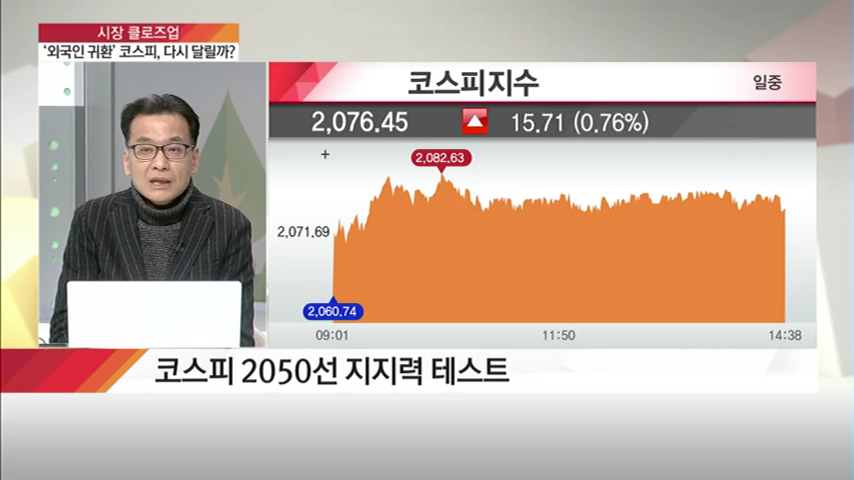 시장 클로즈업
'외국인 귀환' 코스피, 다시 달릴까?
코스피지수
일중
2,076.45 15.71 (0.76%)
+
2,082.63
2,071.69
2,060.74
09:01 11:50 14:38
코스피 2050선 지지력 테스트